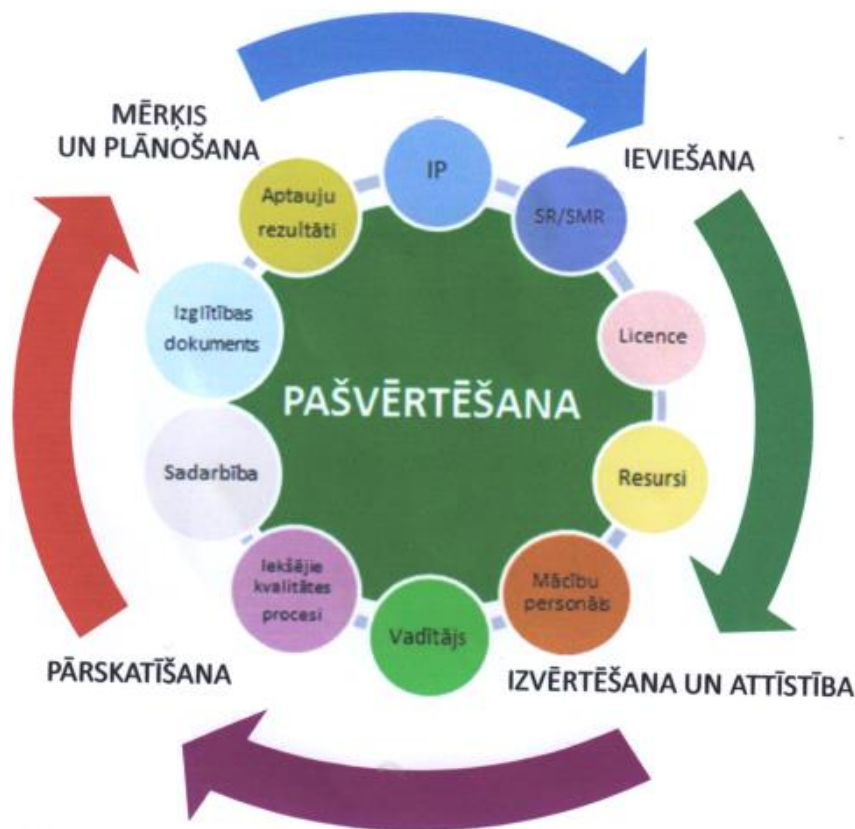 MĒRĶIS
UN PLĀNOŠANA
IEVIEŠANA
IP
SR/SMR
Aptauju
rezultāti
Izglītības
dokuments
Licence
PAŠVĒRTĒŠANA
Sadarbība
Resursi
Iekšējie
kvalitātes
procesi
Vadītājs
Mācību
personāls
PĀRSKATĪŠANA
IZVĒRTĒŠANA UN ATTĪSTĪBA